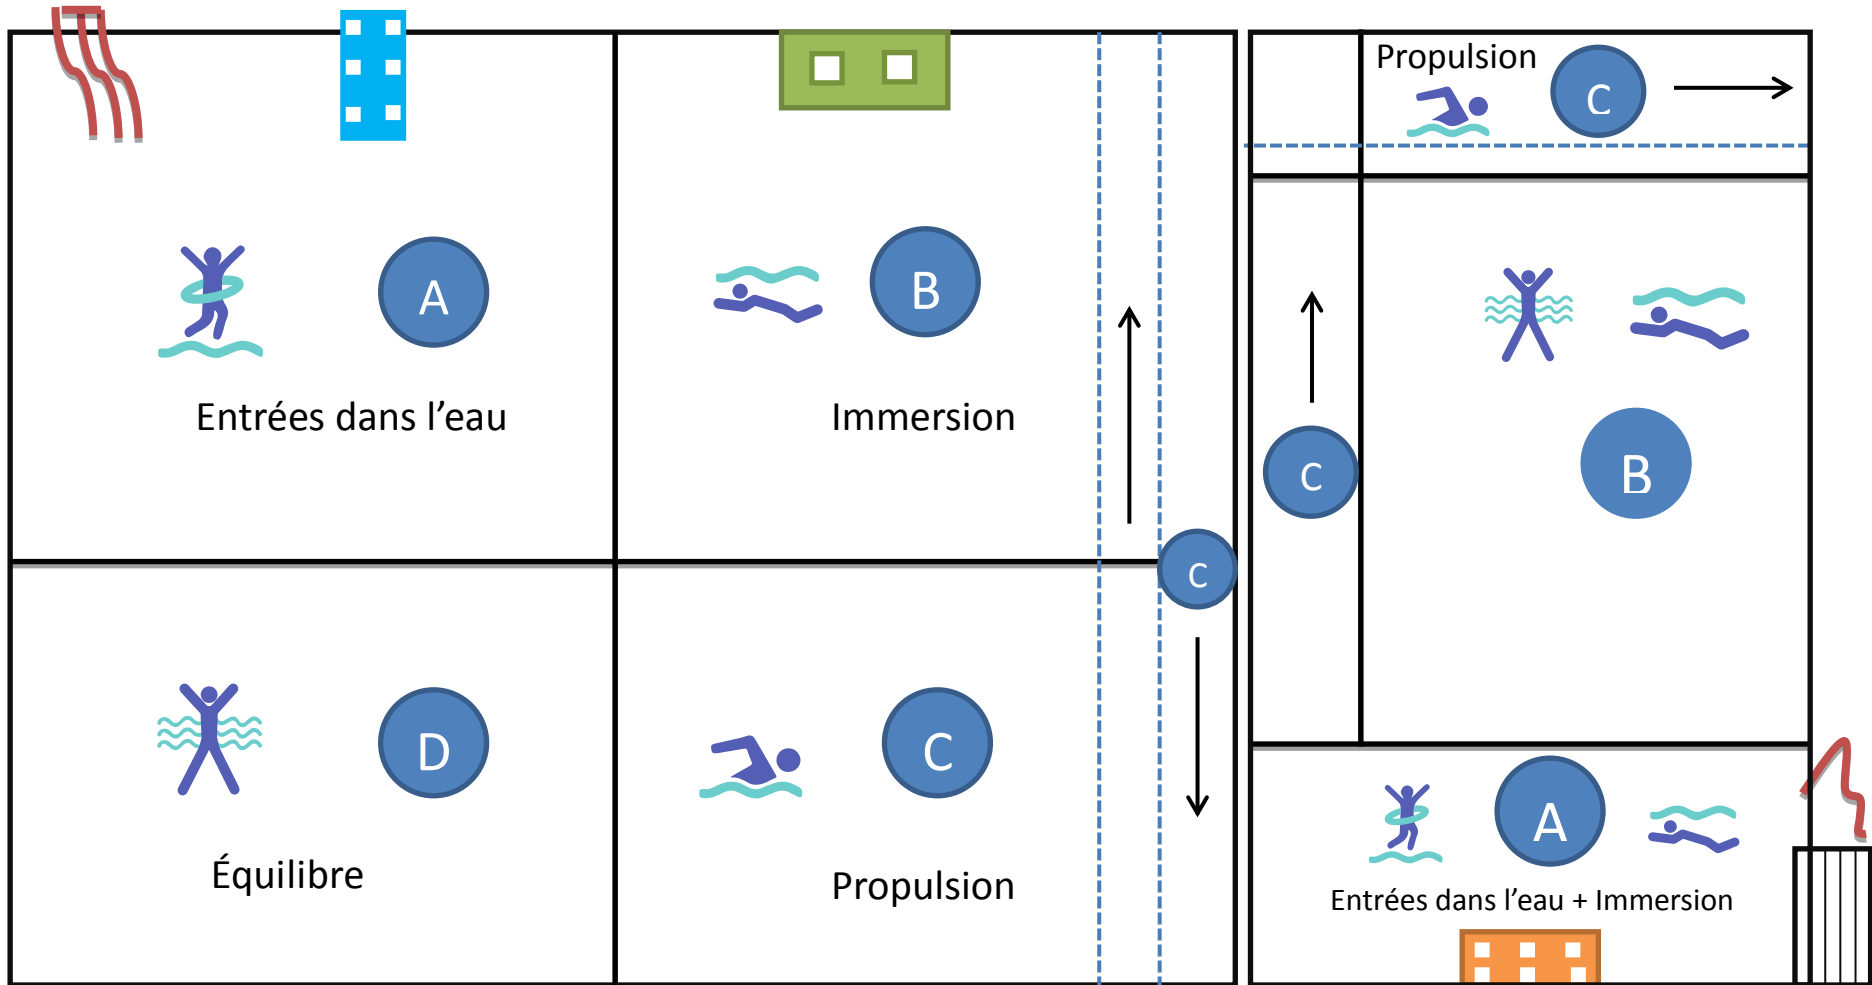 A
Entrées dans l’eau
B
Immersion
D
Équilibre
C
Propulsion
C
Propulsion
C
C
B
A
Entrées dans l’eau + Immersion